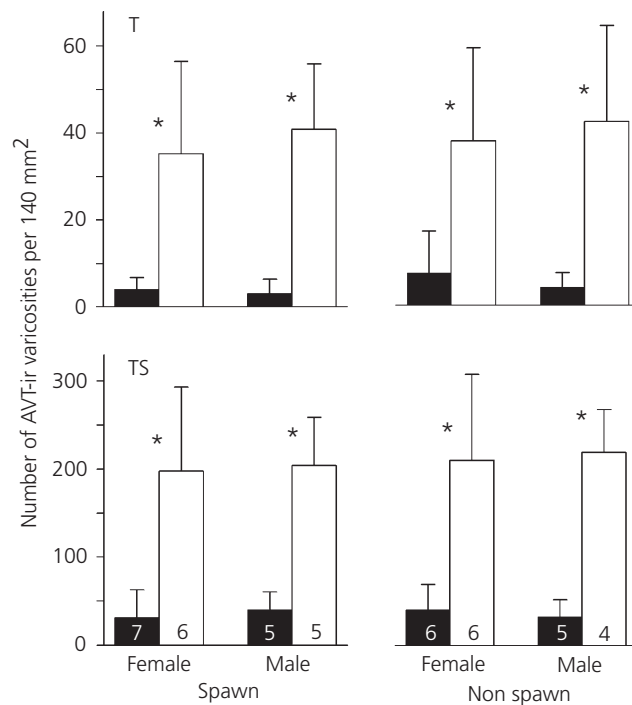 Number of AVT-ir varicosities per 140 mm²
T
60
40
20
0
* * * *
TS
300
200
100
0
* * * *
7 6 5 5 6 6 5 4
Female Male Female Male
Spawn Non spawn